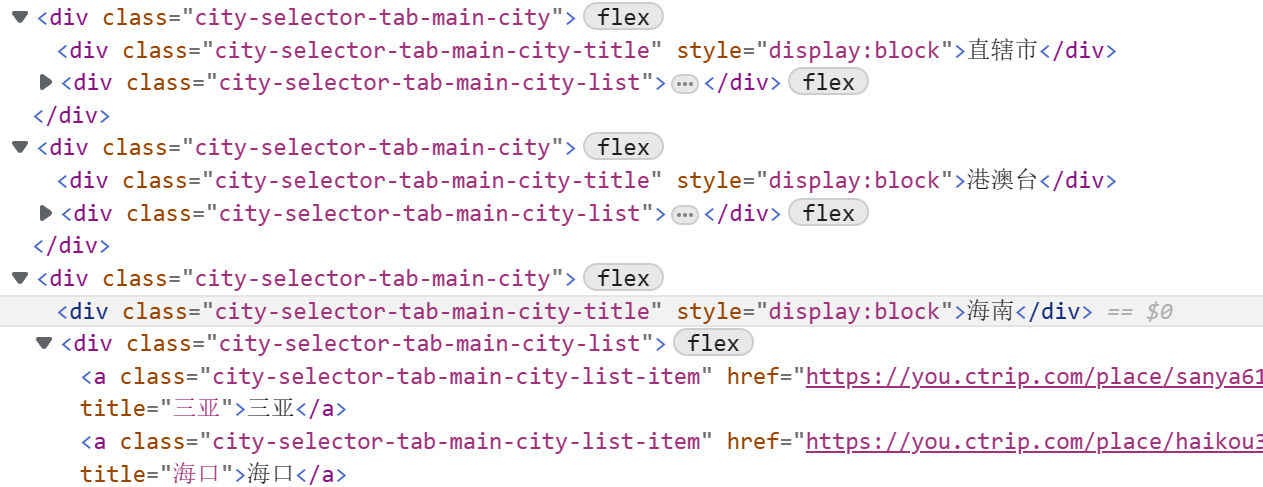 <div class="city-selector-tab-main-city"> flex
<div class="city-selector-tab-main-city-title" style="display:block">直辖市</div>
<div class="city-selector-tab-main-city-list"> ••• </div> flex
</div>
<div class="city-selector-tab-main-city"> flex
<div class="city-selector-tab-main-city-title" style="display:block">港澳台</div>
<div class="city-selector-tab-main-city-list"> ••• </div> flex
</div>
<div class="city-selector-tab-main-city"> flex
<div class="city-selector-tab-main-city-title" style="display:block">海南</div> == $0
<div class="city-selector-tab-main-city-list"> flex
<a class="city-selector-tab-main-city-list-item" href="https://you.ctrip.com/place/sanya61
title="三亚">三亚</a>
<a class="city-selector-tab-main-city-list-item" href="https://you.ctrip.com/place/haikou3
title="海口">海口</a>